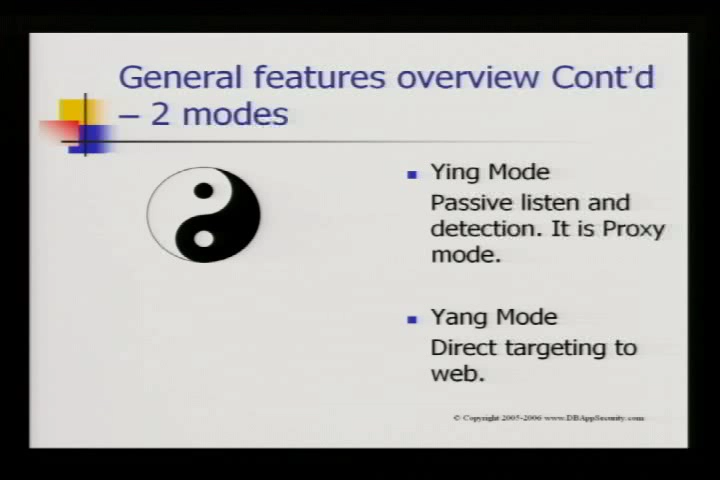 General features overview Cont'd
– 2 modes
Ying Mode
Passive listen and
detection. It is Proxy
mode.
Yang Mode
Direct targeting to
web.
© Copyright 2005-2006 www.DBAppSecurity.com